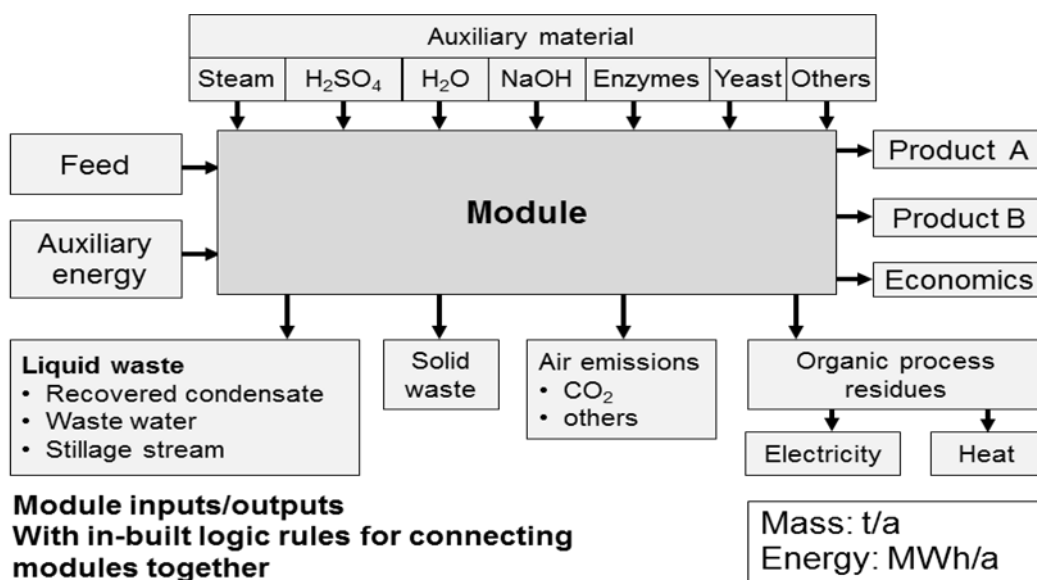 Auxiliary material
Steam
H₂SO₄
H₂O
NaOH
Enzymes
Yeast
Others
Feed
Auxiliary
energy
Module
Product A
Product B
Economics
Liquid waste
• Recovered condensate
• Waste water
• Stillage stream
Solid
waste
Air emissions
• CO₂
• others
Organic process
residues
Electricity
Heat
Module inputs/outputs
With in-built logic rules for connecting
modules together
Mass: t/a
Energy: MWh/a